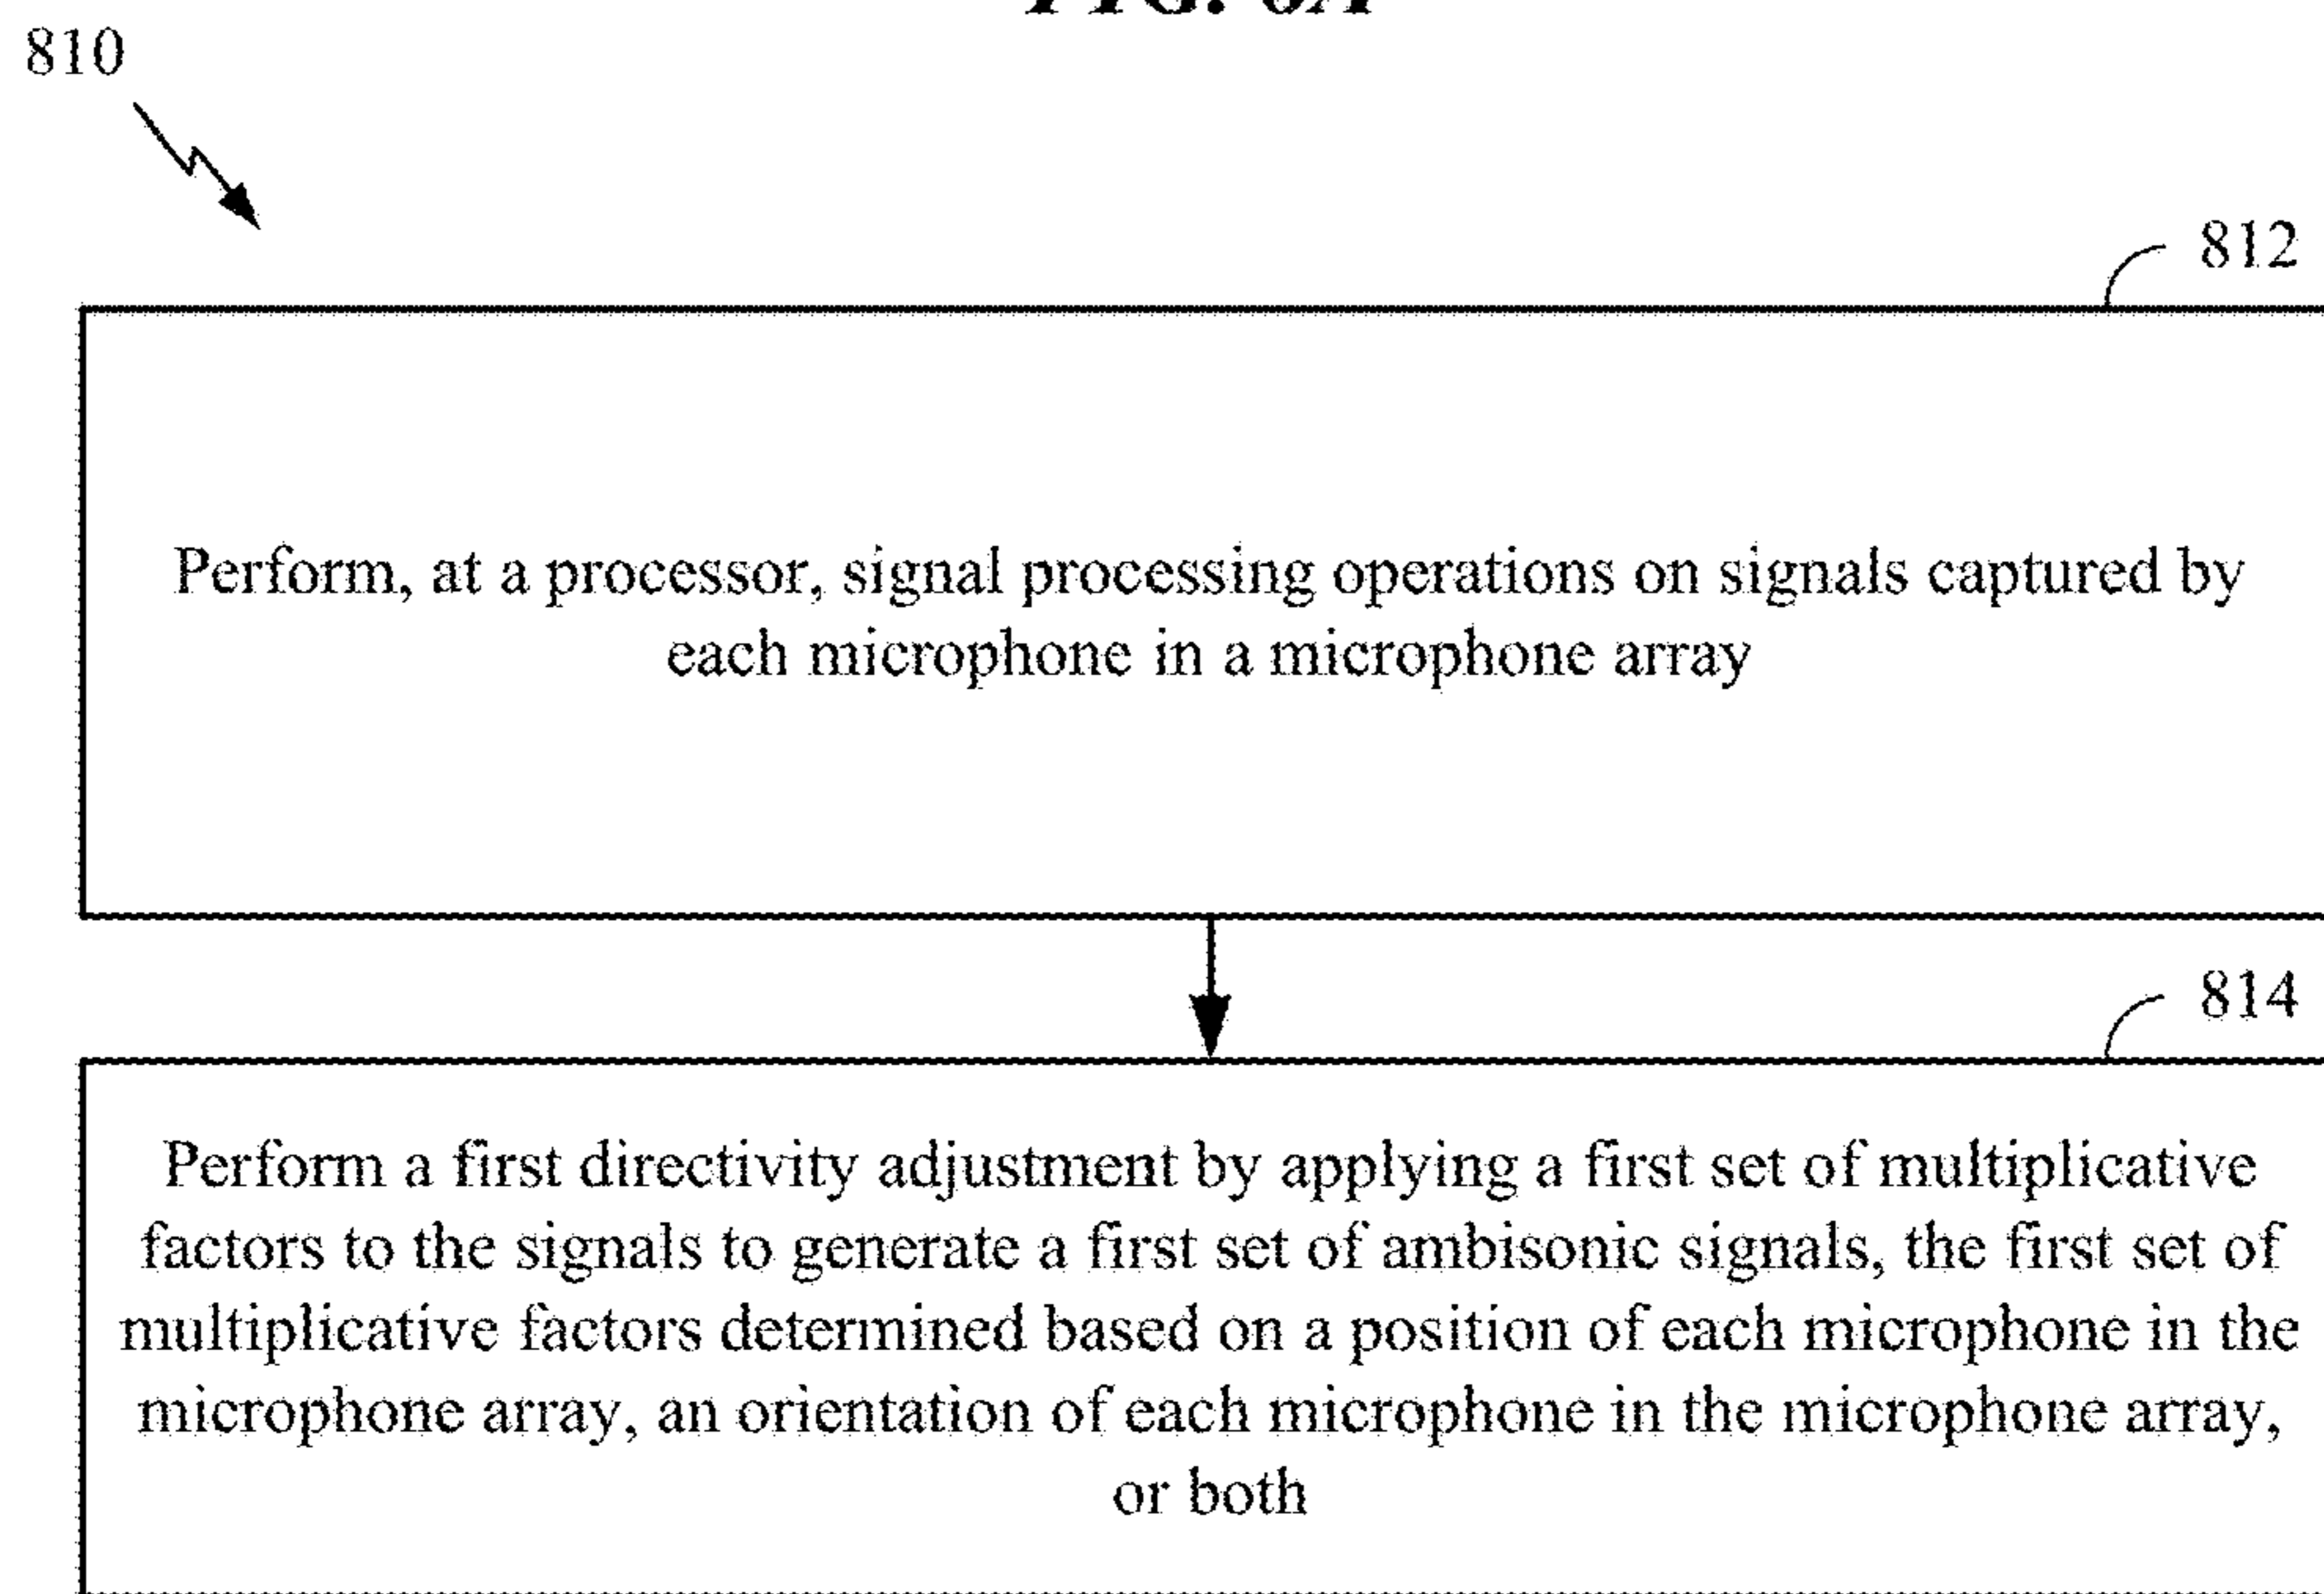 810
812
Perform, at a processor, signal processing operations on signals captured by
each microphone in a microphone array
814
Perform a first directivity adjustment by applying a first set of multiplicative
factors to the signals to generate a first set of ambisonic signals, the first set of
multiplicative factors determined based on a position of each microphone in the
microphone array, an orientation of each microphone in the microphone array,
or both